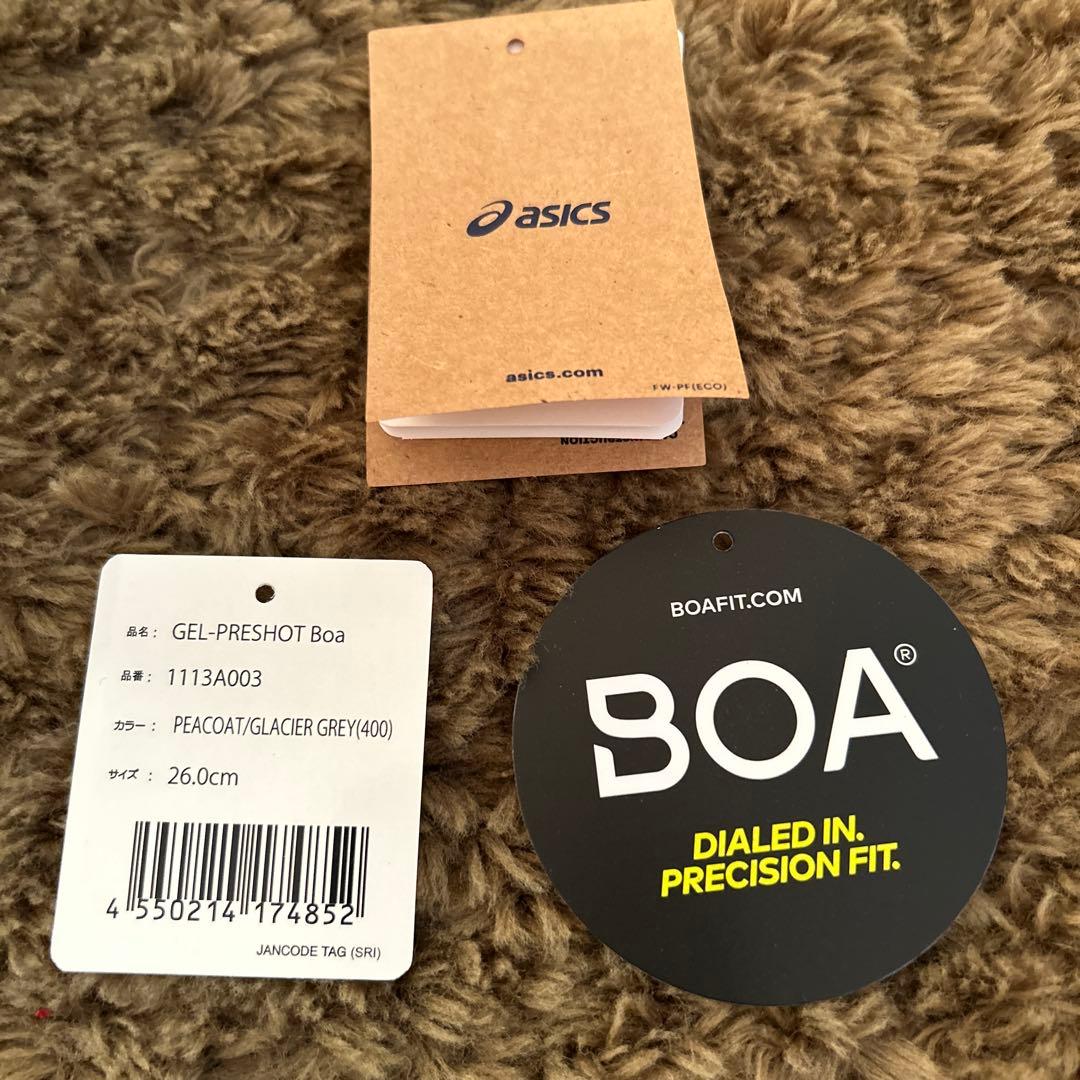 asics
asics.com
FW-PF(ECO)
品名： GEL-PRESHOT Boa
品番： 1113A003
カラー： PEACOAT/GLACIER GREY(400)
サイズ ： 26.0cm
4 550214 174852
JANCODE TAG (SRI)
BOAFIT.COM
BOA®
DIALED IN.
PRECISION FIT.